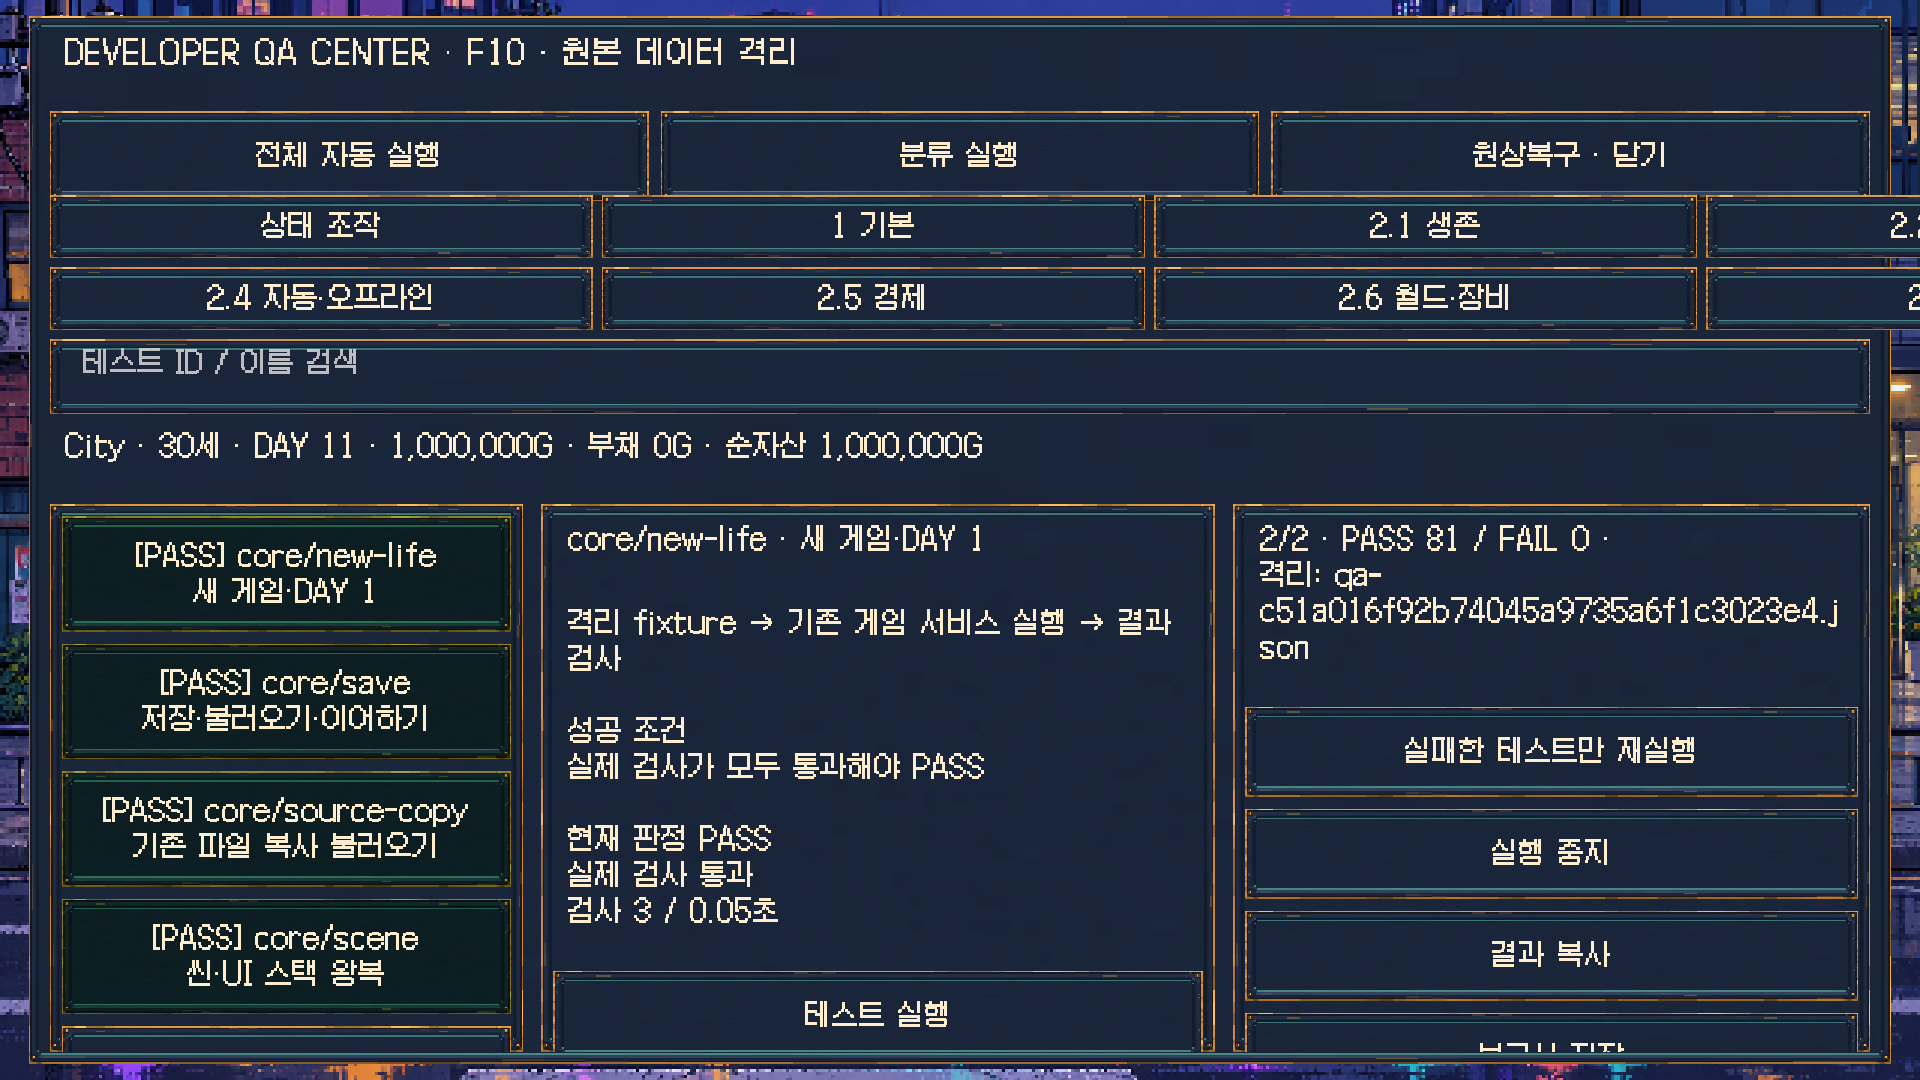 DEVELOPER QA CENTER · F10 · 원본 데이터 격리
전체 자동 실행
분류 실행
원상복구 · 닫기
상태 조작
1 기본
2.1 생존
2.4 자동·오프라인
2.5 경제
2.6 월드·장비
테스트 ID / 이름 검색
City · 30세 · DAY 11 · 1,000,000G · 부채 0G · 순자산 1,000,000G
[PASS] core/new-life
새 게임·DAY 1
[PASS] core/save
저장·불러오기·이어하기
[PASS] core/source-copy
기존 파일 복사 불러오기
[PASS] core/scene
씬·UI 스택 왕복
core/new-life · 새 게임·DAY 1
격리 fixture → 기존 게임 서비스 실행 → 결과
검사
성공 조건
실제 검사가 모두 통과해야 PASS
현재 판정 PASS
실제 검사 통과
검사 3 / 0.05초
테스트 실행
2/2 · PASS 81 / FAIL 0 ·
격리: qa-
c51a016f92b74045a9735a6f1c3023e4.j
son
실패한 테스트만 재실행
실행 중지
결과 복사